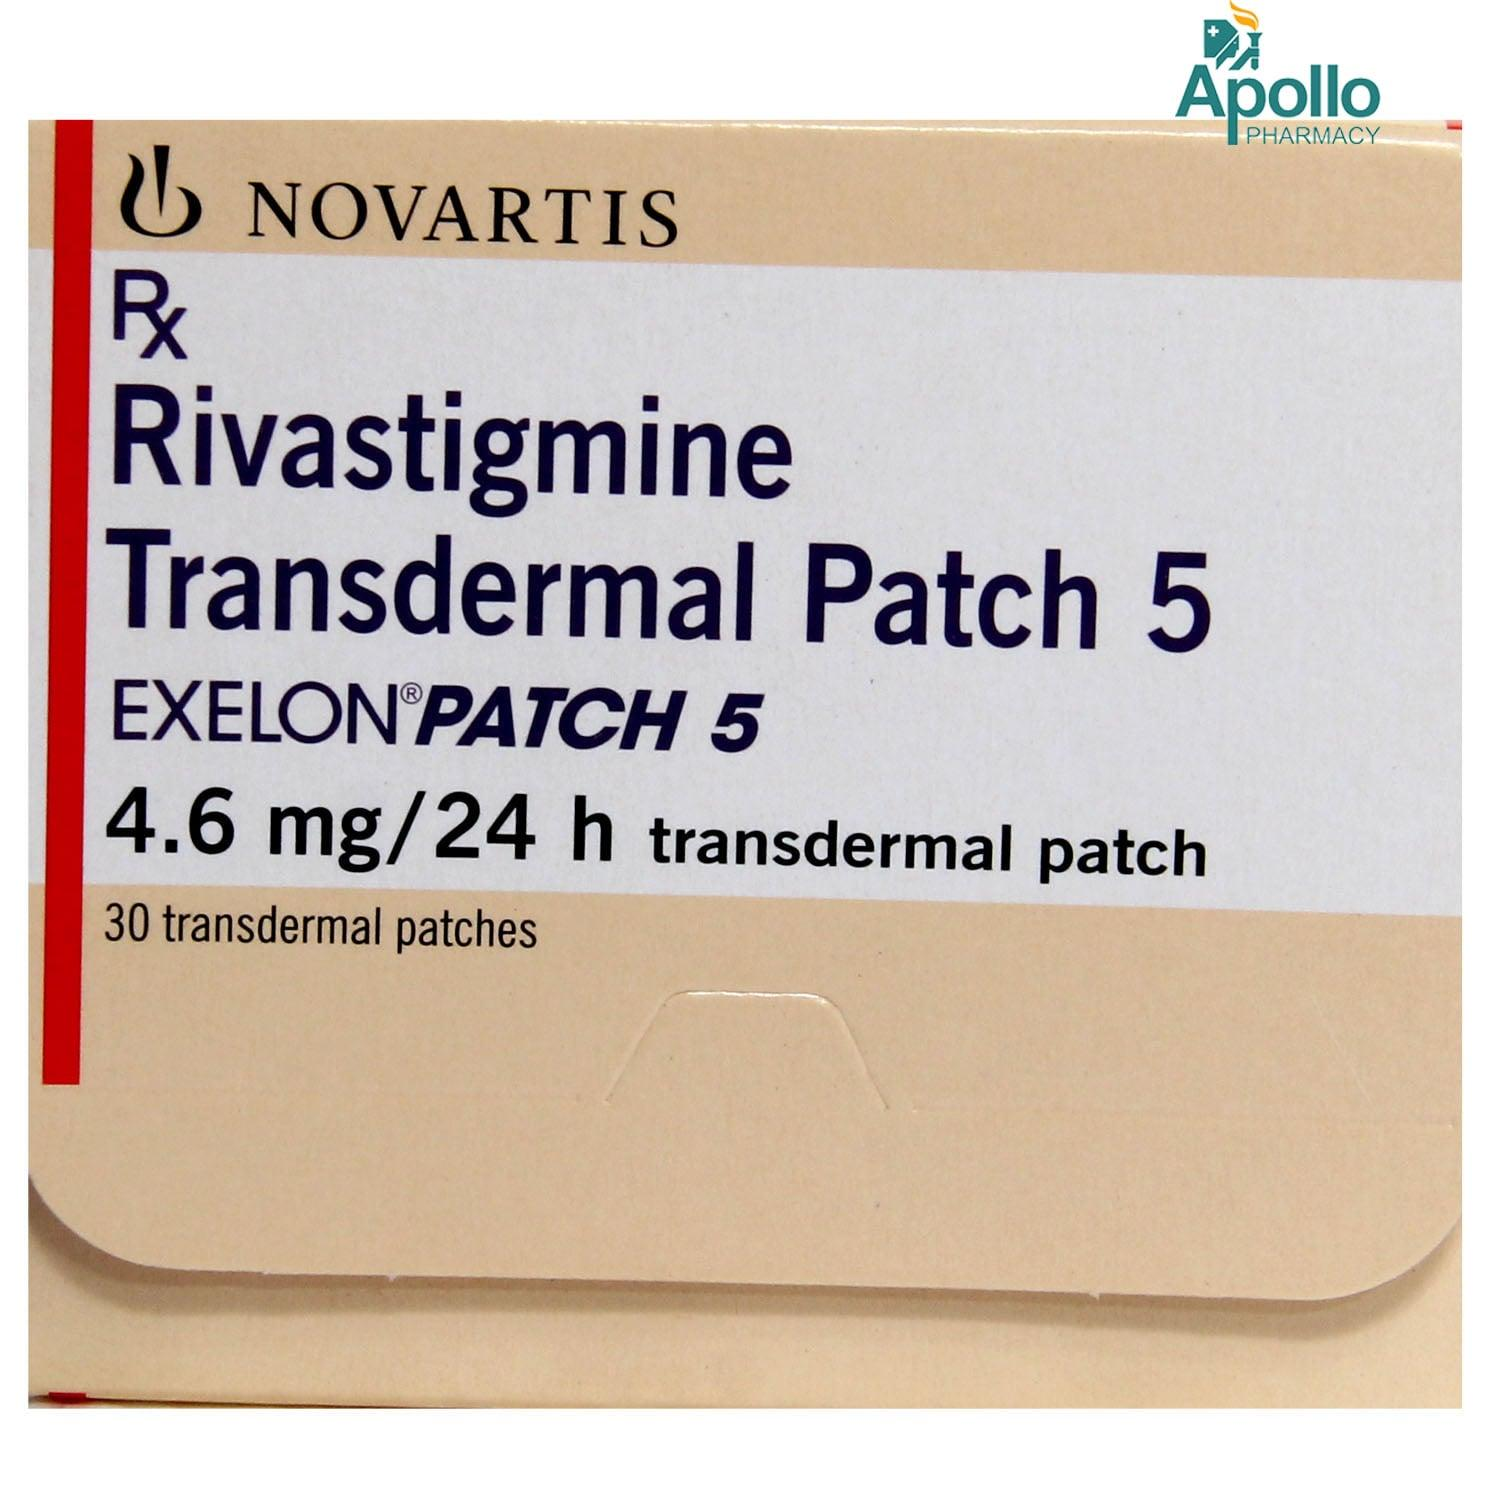 Apollo
PHARMACY
NOVARTIS
Rx
Rivastigmine
Transdermal Patch 5
EXELON®PATCH 5
4.6 mg/24 h transdermal patch
30 transdermal patches